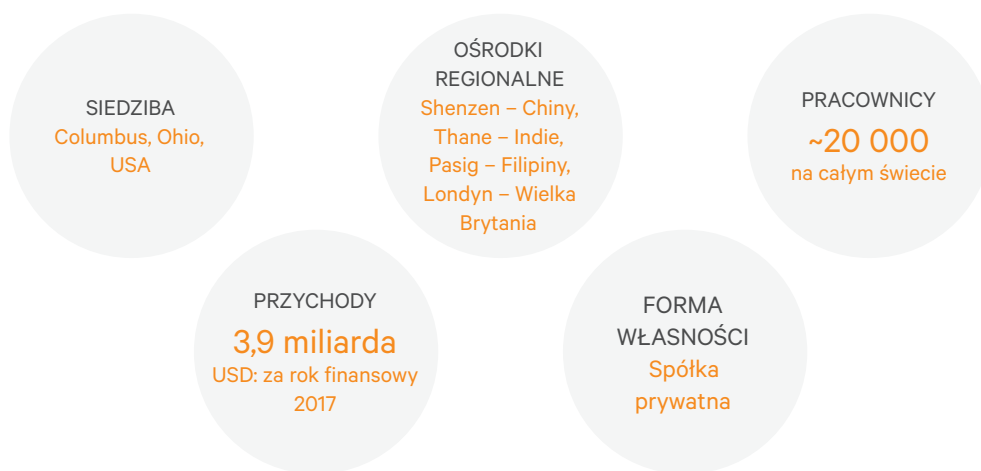 SIEDZIBA
Columbus, Ohio,
USA
OŚRODKI
REGIONALNE
Shenzen – Chiny,
Thane – Indie,
Pasig – Filipiny,
Londyn – Wielka
Brytania
PRACOWNICY
~20 000
na całym świecie
PRZYCHODY
3,9 miliarda
USD: za rok finansowy
2017
FORMA
WŁASNOŚCI
Spółka
prywatna